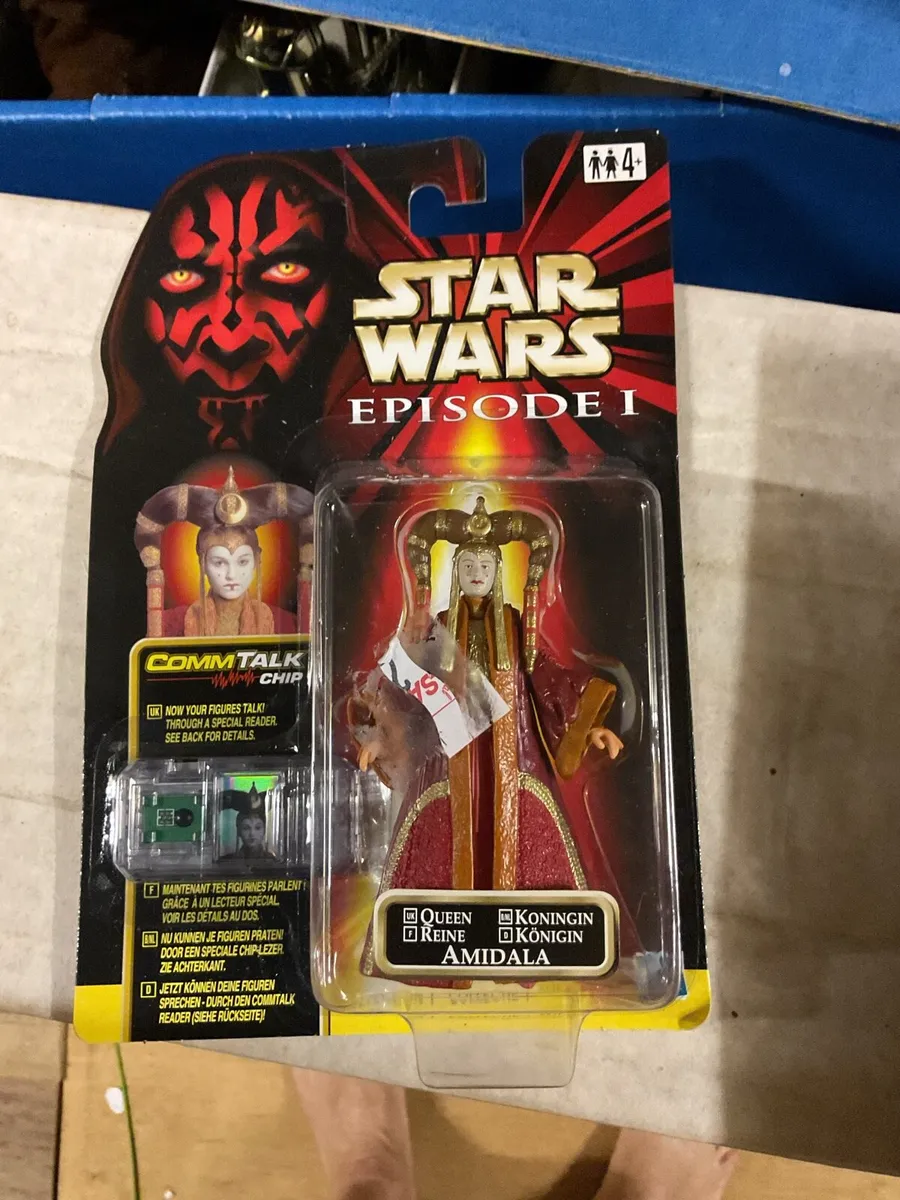 4+
STAR
WARS
EPISODE I
COMMTALK
CHIP
UK NOW YOUR FIGURES TALK!
THROUGH A SPECIAL READER.
SEE BACK FOR DETAILS.
F MAINTENANT TES FIGURINES PARLENT!
GRÂCE À UN LECTEUR SPÉCIAL.
VOIR LES DÉTAILS AU DOS.
B/NL NU KUNNEN JE FIGUREN PRATEN!
DOOR EEN SPECIALE CHIP-LEZER.
ZIE ACHTERKANT.
D JETZT KÖNNEN DEINE FIGUREN
SPRECHEN - DURCH DEN COMMTALK
READER (SIEHE RÜCKSEITE)!
UK QUEEN B/NL KONINGIN
F REINE D KÖNIGIN
AMIDALA